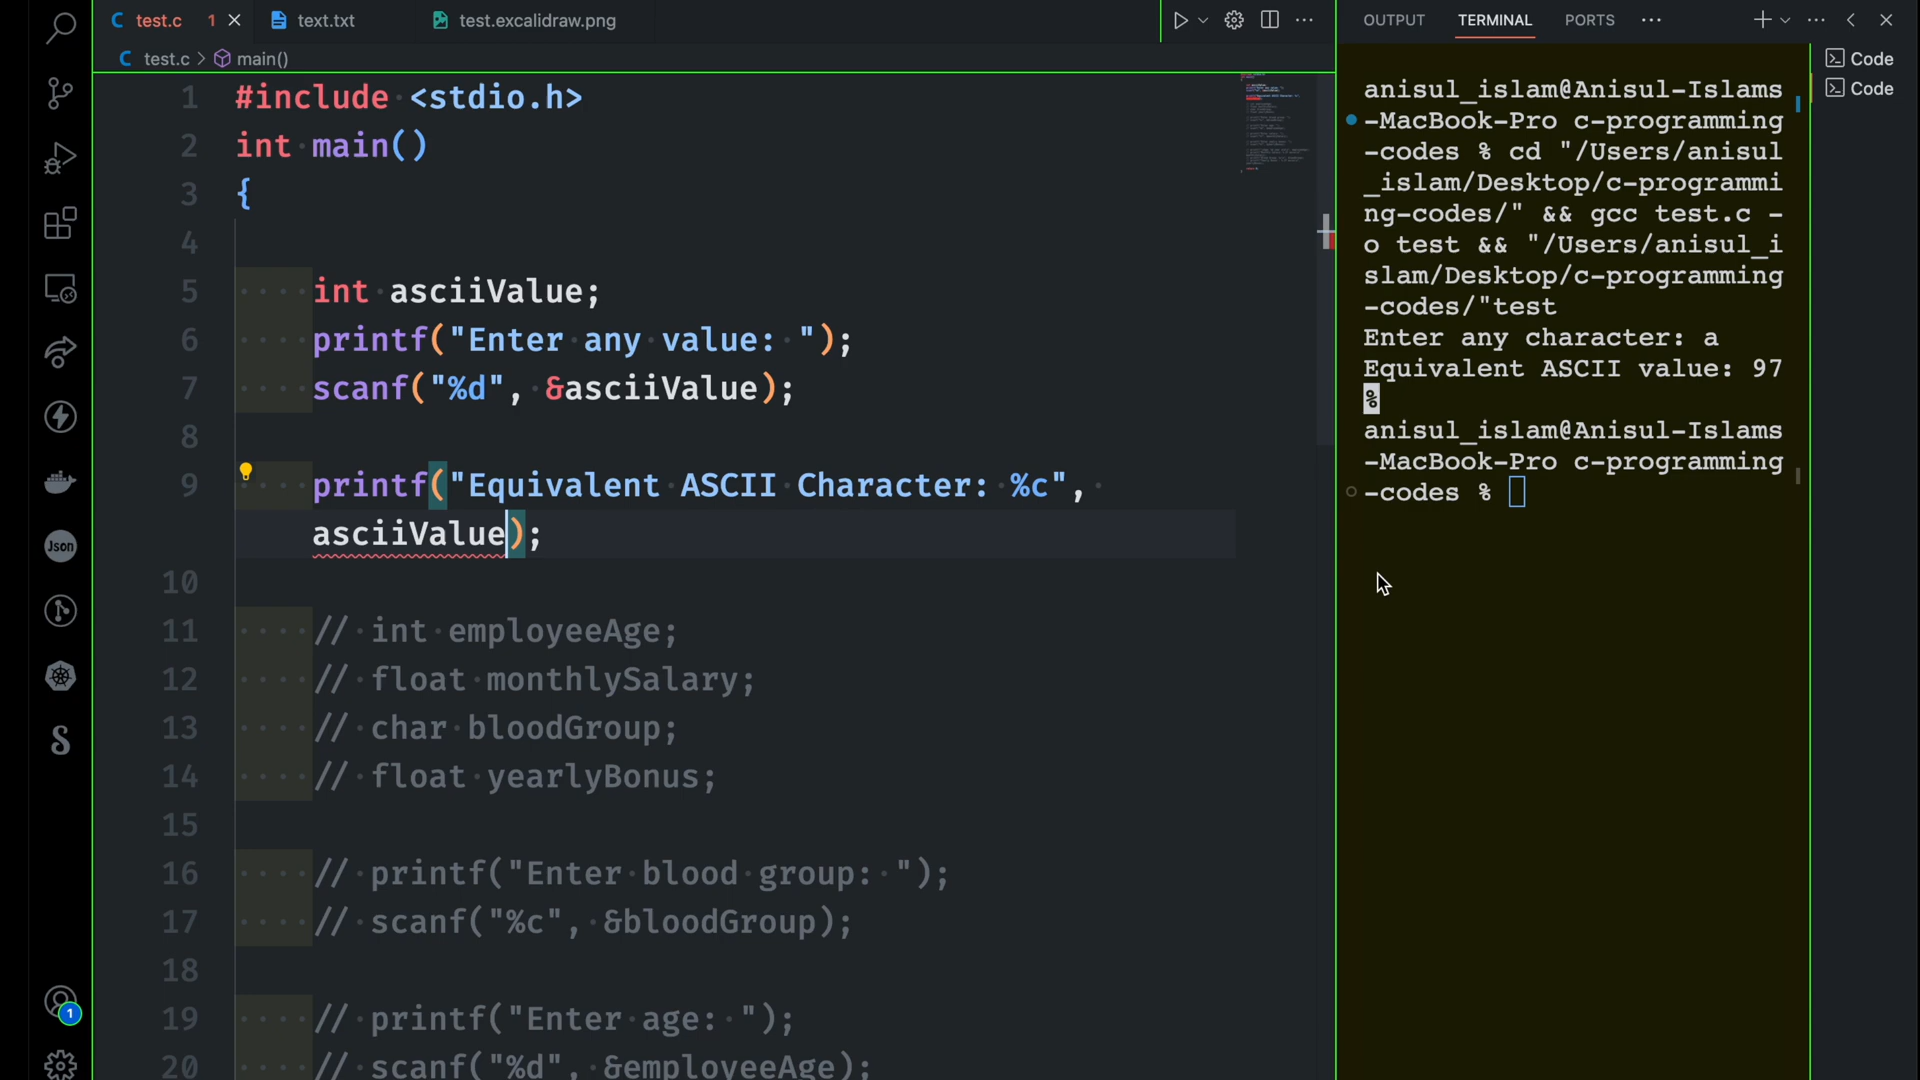 test.c 1 text.txt test.excalidraw.png
test.c > main()
1 #include <stdio.h>
2 int main()
3 {
4
5 int asciiValue;
6 printf("Enter any value: ");
7 scanf("%d", &asciiValue);
8
9 printf("Equivalent ASCII Character: %c",
asciiValue);
10
11 // int employeeAge;
12 // float monthlySalary;
13 // char bloodGroup;
14 // float yearlyBonus;
15
16 // printf("Enter blood group: ");
17 // scanf("%c", &bloodGroup);
18
19 // printf("Enter age: ");
20 // scanf("%d", &employeeAge);
Json
1
OUTPUT TERMINAL PORTS
anisul_islam@Anisul-Islams
-MacBook-Pro c-programming
-codes % cd "/Users/anisul
_islam/Desktop/c-programmi
ng-codes/" && gcc test.c -
o test && "/Users/anisul_i
slam/Desktop/c-programming
-codes/"test
Enter any character: a
Equivalent ASCII value: 97
%
anisul_islam@Anisul-Islams
-MacBook-Pro c-programming
-codes %
Code
Code